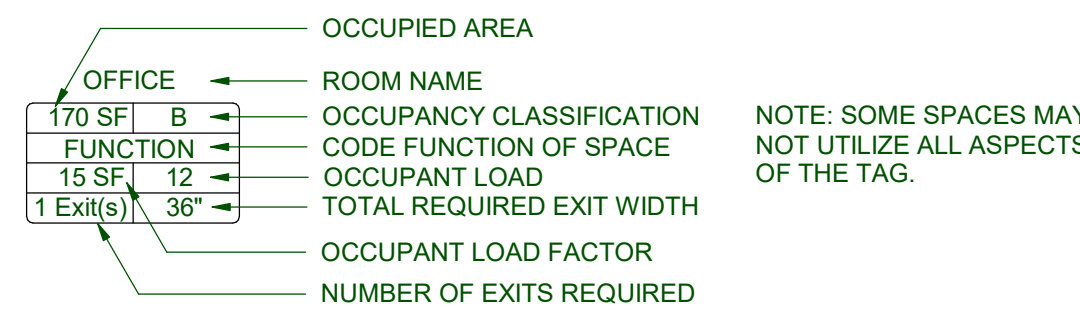 OCCUPIED AREA
OFFICE ROOM NAME
170 SF B OCCUPANCY CLASSIFICATION
FUNCTION CODE FUNCTION OF SPACE
15 SF 12 OCCUPANT LOAD
1 Exit(s) 36" TOTAL REQUIRED EXIT WIDTH
OCCUPANT LOAD FACTOR
NUMBER OF EXITS REQUIRED
NOTE: SOME SPACES MAY
NOT UTILIZE ALL ASPECTS
OF THE TAG.